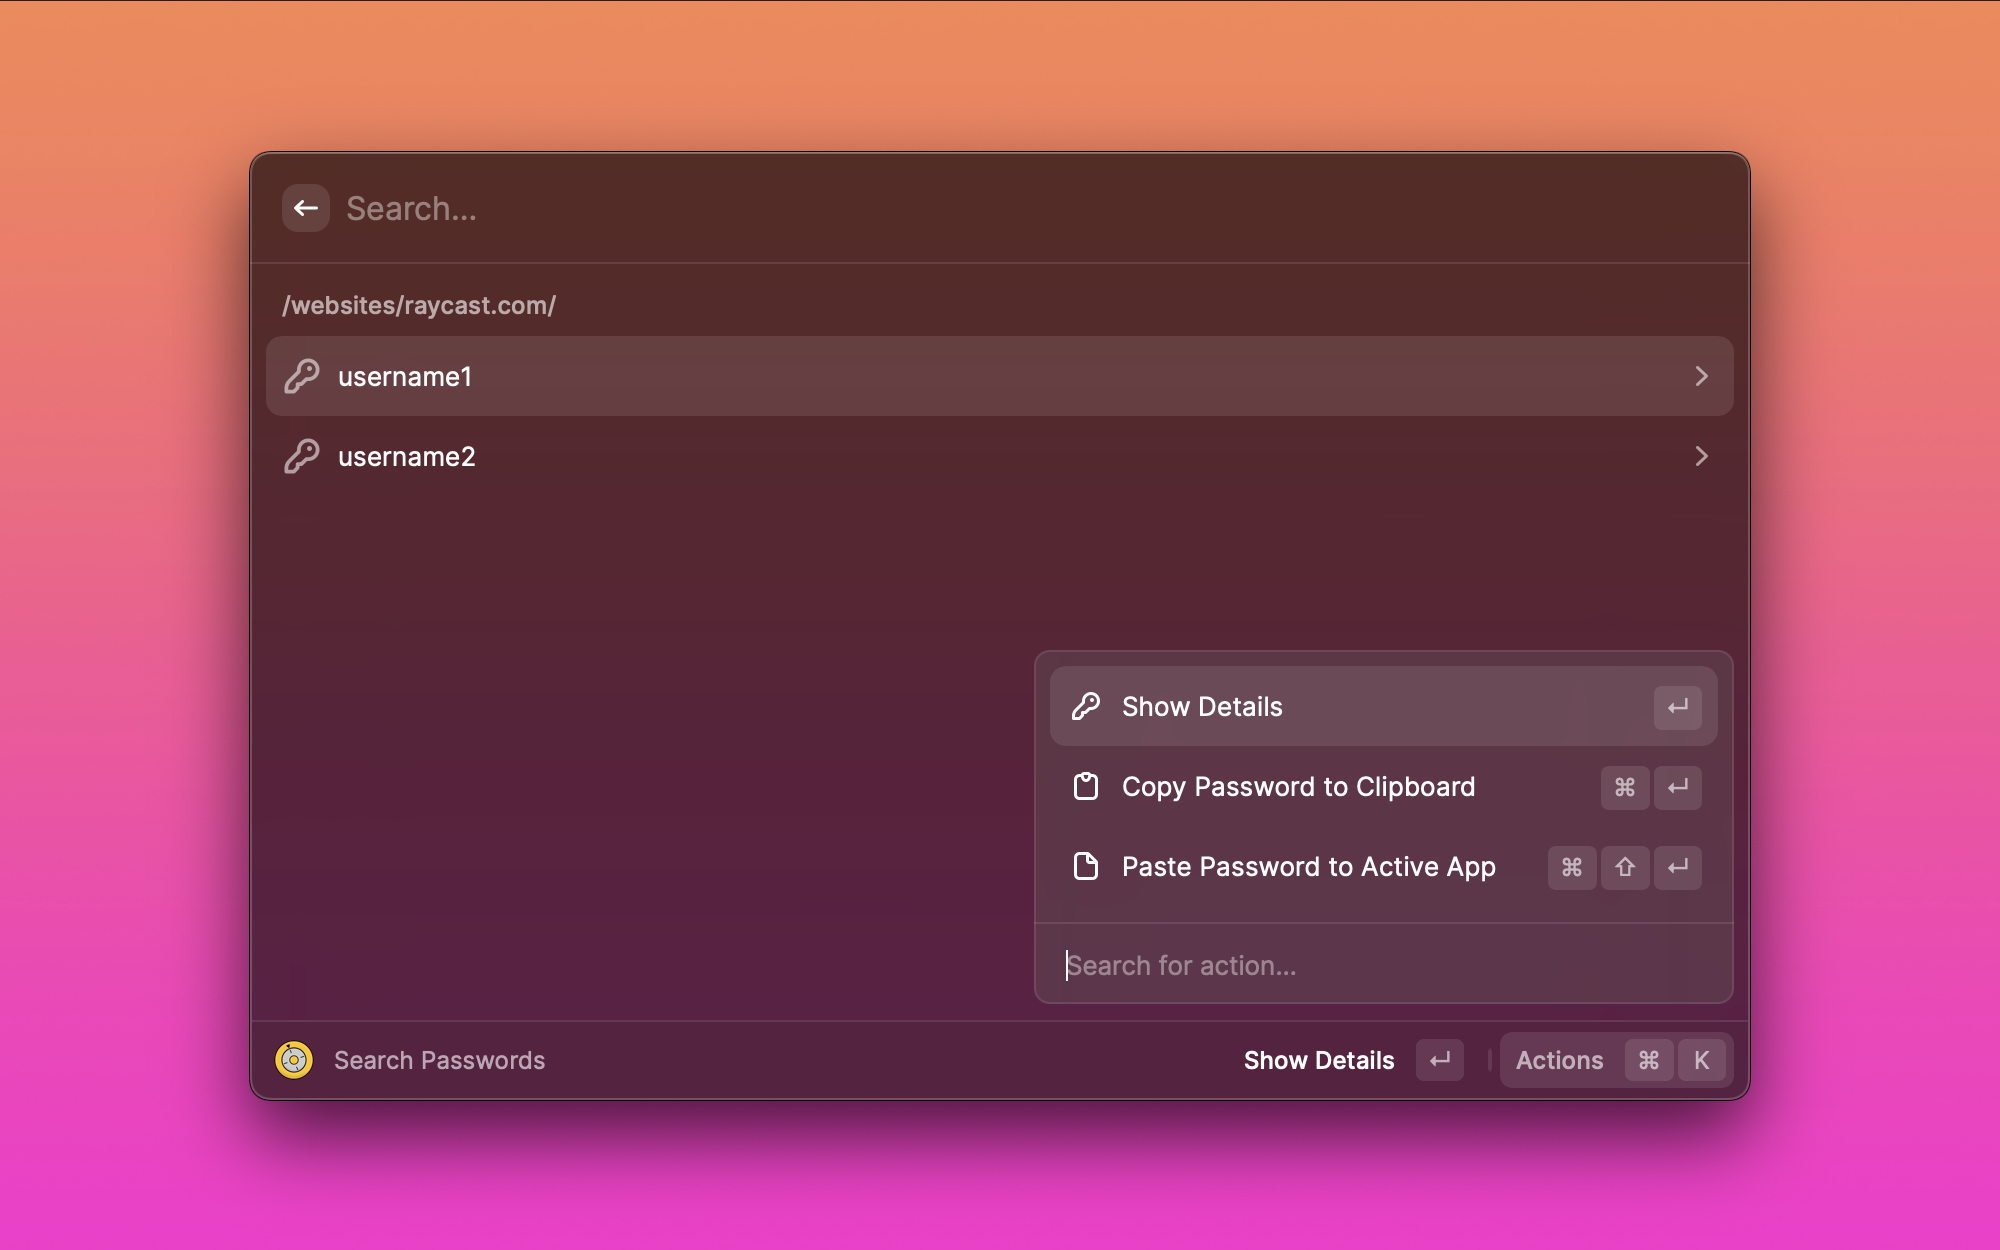 Search...
/websites/raycast.com/
username1
username2
Show Details ↵
Copy Password to Clipboard ⌘ ↵
Paste Password to Active App ⌘ ⇧ ↵
Search for action...
Search Passwords Show Details ↵ Actions ⌘ K